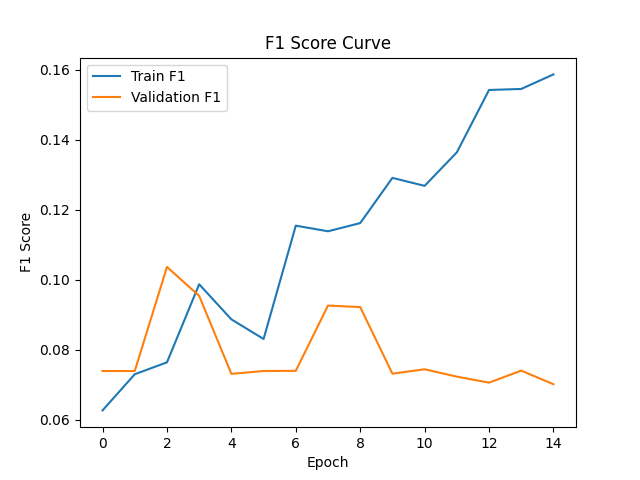 F1 Score Curve
Train F1
Validation F1
F1 Score
0.16
0.14
0.12
0.10
0.08
0.06
0 2 4 6 8 10 12 14
Epoch